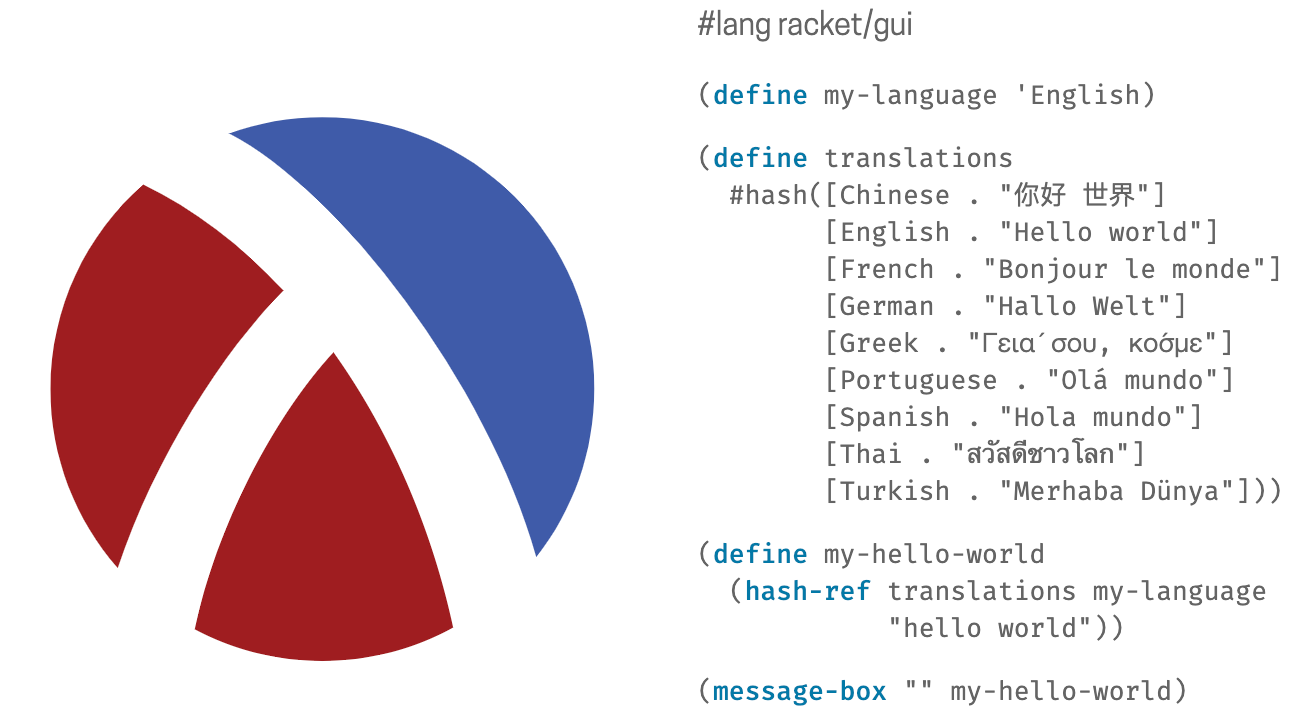 #lang racket/gui
(define my-language 'English)
(define translations
#hash([Chinese . "你好 世界"]
[English . "Hello world"]
[French . "Bonjour le monde"]
[German . "Hallo Welt"]
[Greek . "Γεια´σου, κοσ́με"]
[Portuguese . "Olá mundo"]
[Spanish . "Hola mundo"]
[Thai . "สวัสดีชาวโลก"]
[Turkish . "Merhaba Dünya"]))
(define my-hello-world
(hash-ref translations my-language
"hello world"))
(message-box "" my-hello-world)